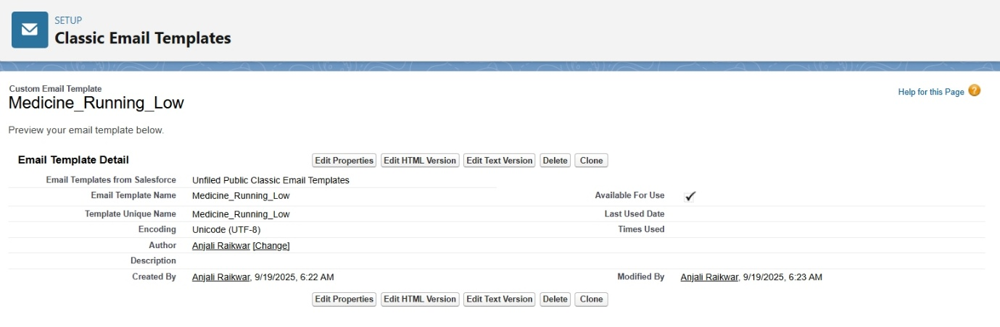 SETUP
Classic Email Templates
Custom Email Template
Medicine_Running_Low
Help for this Page ?
Preview your email template below.
Email Template Detail Edit Properties Edit HTML Version Edit Text Version Delete Clone
Email Templates from Salesforce Unfiled Public Classic Email Templates
Email Template Name Medicine_Running_Low Available For Use
Template Unique Name Medicine_Running_Low Last Used Date
Encoding Unicode (UTF-8) Times Used
Author Anjali Raikwar [Change]
Description
Created By Anjali Raikwar, 9/19/2025, 6:22 AM Modified By Anjali Raikwar, 9/19/2025, 6:23 AM
Edit Properties Edit HTML Version Edit Text Version Delete Clone